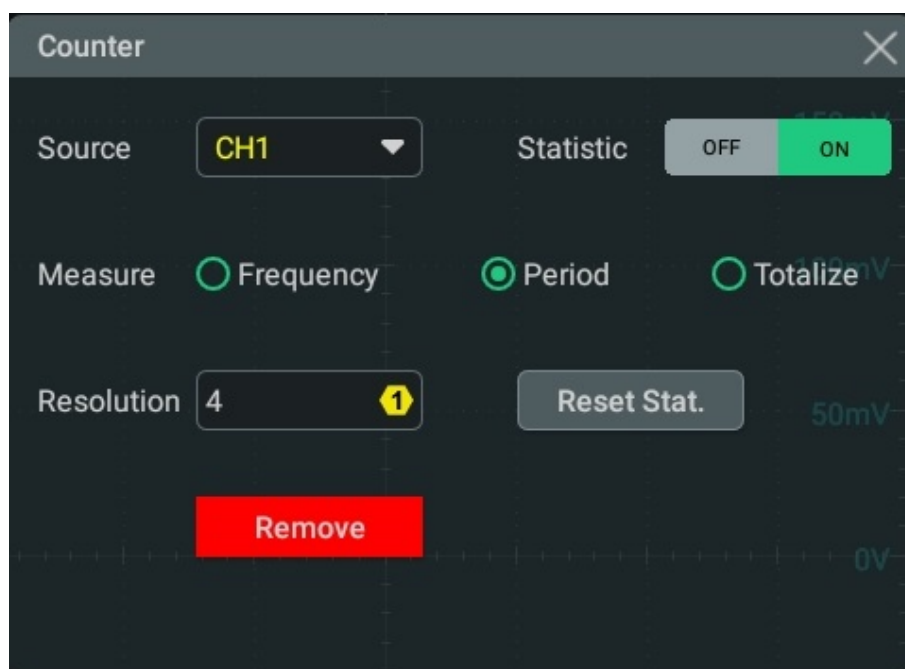 Counter
Source CH1 Statistic OFF ON
Measure Frequency Period Totalize
Resolution 4 1 Reset Stat.
50mV
Remove
0V